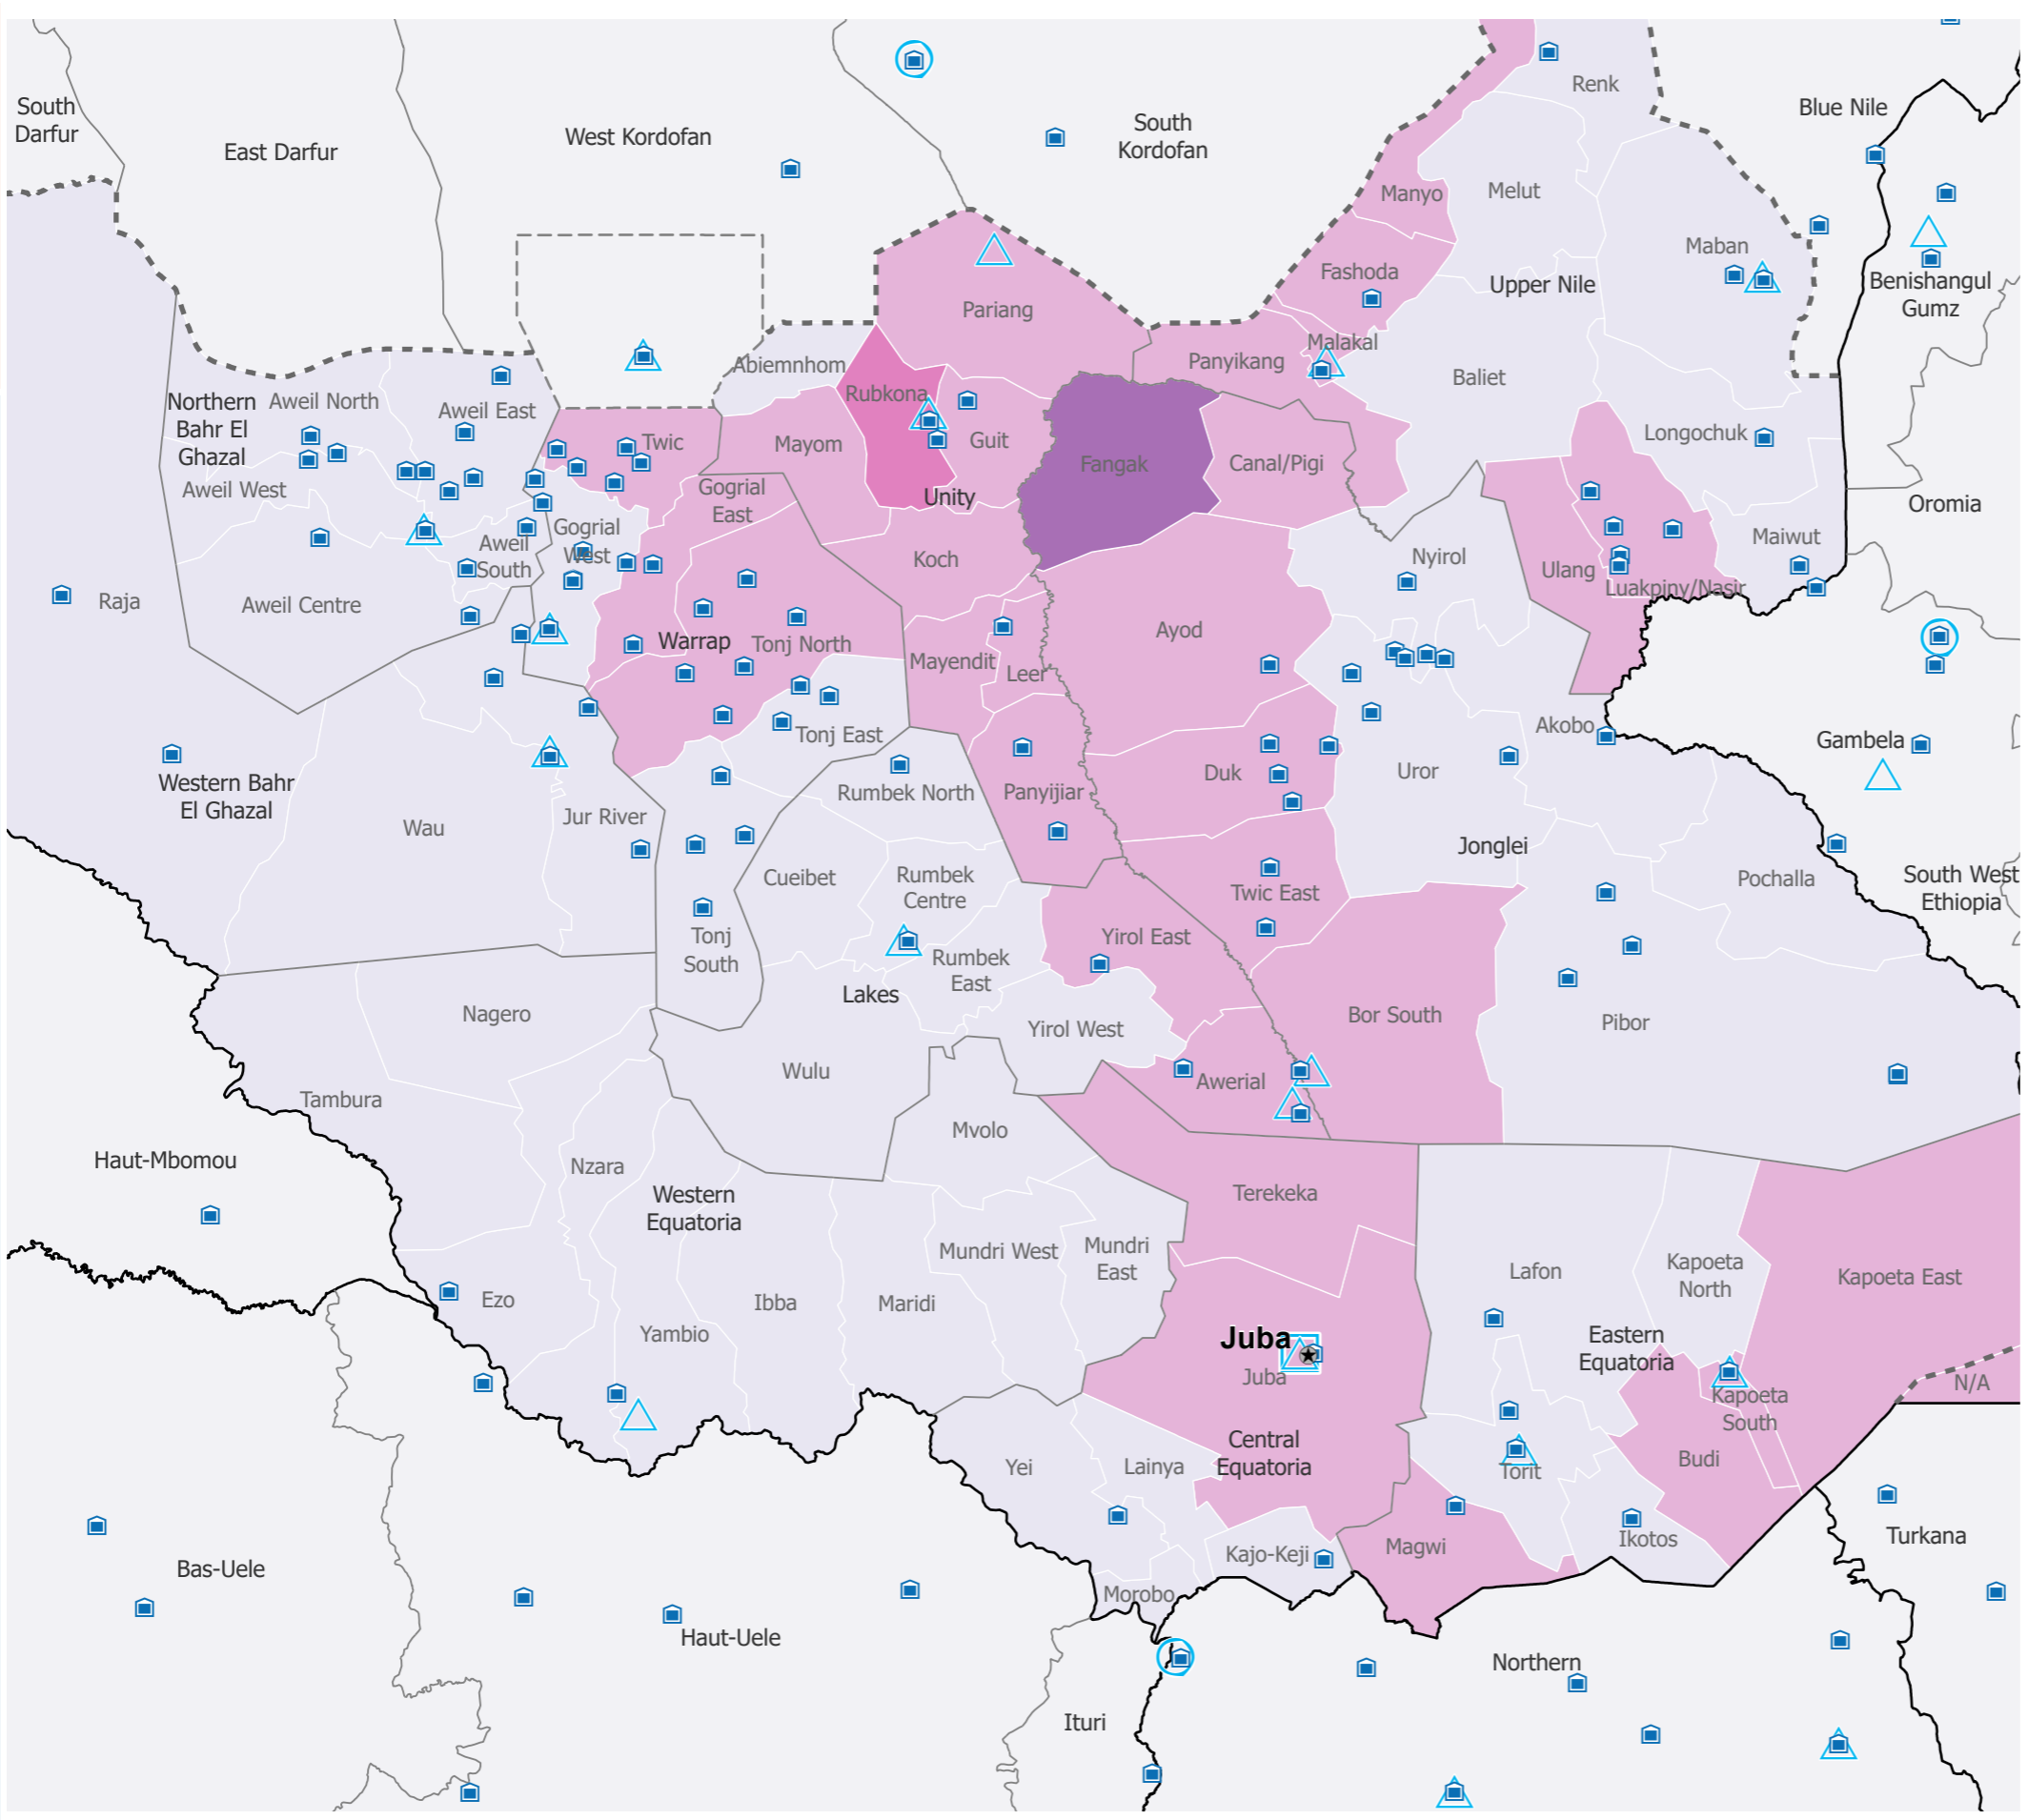 Renk
South
Darfur
Blue Nile
South
Kordofan
West Kordofan
East Darfur
Melut
Manyo
Maban
Fashoda
Upper Nile
Benishangul
Gumz
Pariang
Malakal
Panyikang
Abiemnhom
Baliet
Rubkona
Northern
Bahr El
Ghazal
Aweil North
Aweil East
Longochuk
Twic
Mayom
Guit
Fangak
Canal/Pigi
Aweil West
Gogrial
East
Unity
Oromia
Gogrial
West
Maiwut
Aweil
South
Koch
Nyirol
Ulang
Luakpiny/Nasir
Raja
Aweil Centre
Ayod
Warrap
Tonj North
Mayendit
Leer
Akobo
Tonj East
Gambela
Duk
Uror
Western Bahr
El Ghazal
Rumbek North
Panyijiar
Jur River
Wau
Jonglei
Cueibet
Rumbek
Centre
Pochalla
South West
Ethiopia
Twic East
Tonj
South
Yirol East
Rumbek
East
Lakes
Nagero
Yirol West
Bor South
Pibor
Wulu
Awerial
Tambura
Mvolo
Haut-Mbomou
Nzara
Western
Equatoria
Terekeka
Mundri West
Mundri
East
Lafon
Kapoeta
North
Kapoeta East
Ezo
Ibba
Maridi
Yambio
Juba
Juba
Eastern
Equatoria
N/A
Kapoeta
South
Central
Equatoria
Yei
Lainya
Torit
Budi
Turkana
Ikotos
Kajo-Keji
Magwi
Bas-Uele
Morobo
Haut-Uele
Northern
Ituri